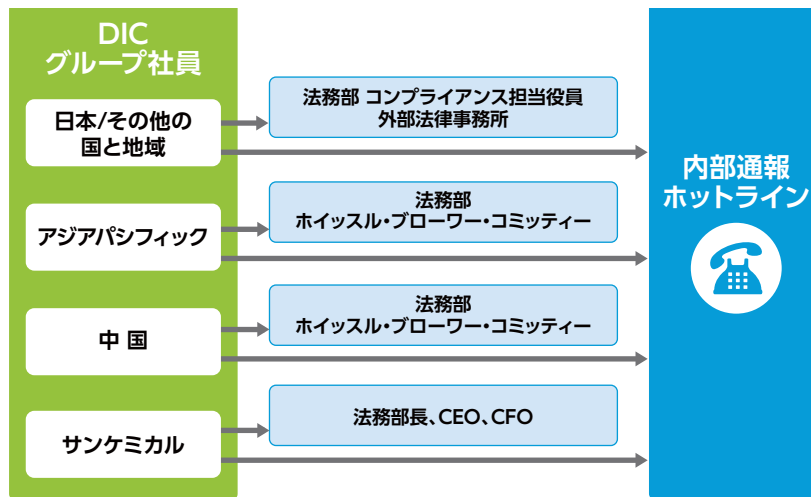 DIC
グループ社員
日本/その他の
国と地域
法務部 コンプライアンス担当役員
外部法律事務所
アジアパシフィック
法務部
ホイッスル・ブローワー・コミッティー
中 国
法務部
ホイッスル・ブローワー・コミッティー
サンケミカル
法務部長、CEO、CFO
内部通報
ホットライン